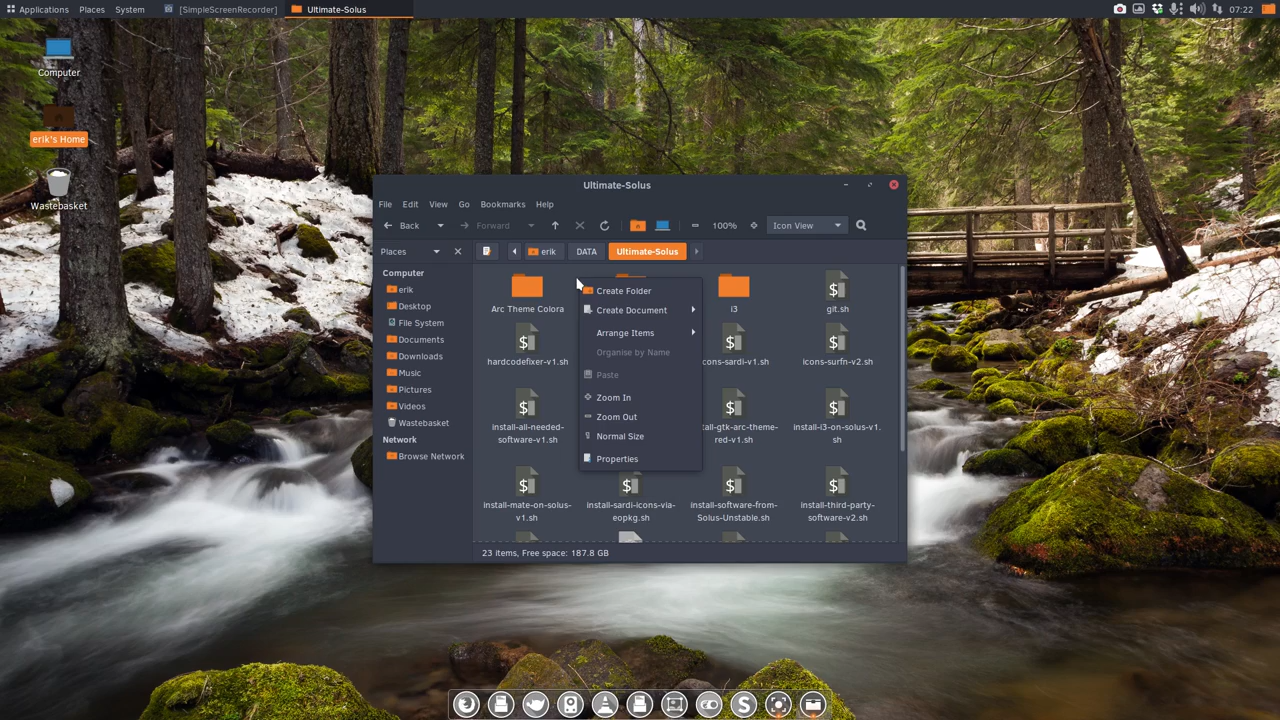 Applications Places System [SimpleScreenRecorder] Ultimate-Solus 07:22
Computer
erik's Home
Wastebasket
Ultimate-Solus
File Edit View Go Bookmarks Help
Back Forward 100% Icon View
Places erik DATA Ultimate-Solus
Computer
erik
Desktop
File System
Documents
Downloads
Music
Pictures
Videos
Wastebasket
Network
Browse Network
Arc Theme Colora i3 git.sh
hardcodefixer-v1.sh icons-sardi-v1.sh icons-surfn-v2.sh
install-all-needed-
software-v1.sh
install-gtk-arc-theme-
red-v1.sh
install-i3-on-solus-v1.
sh
install-mate-on-solus-
v1.sh
install-sardi-icons-via-
eopkg.sh
install-software-from-
Solus-Unstable.sh
install-third-party-
software-v2.sh
Create Folder
Create Document
Arrange Items
Organise by Name
Paste
Zoom In
Zoom Out
Normal Size
Properties
23 items, Free space: 187.8 GB